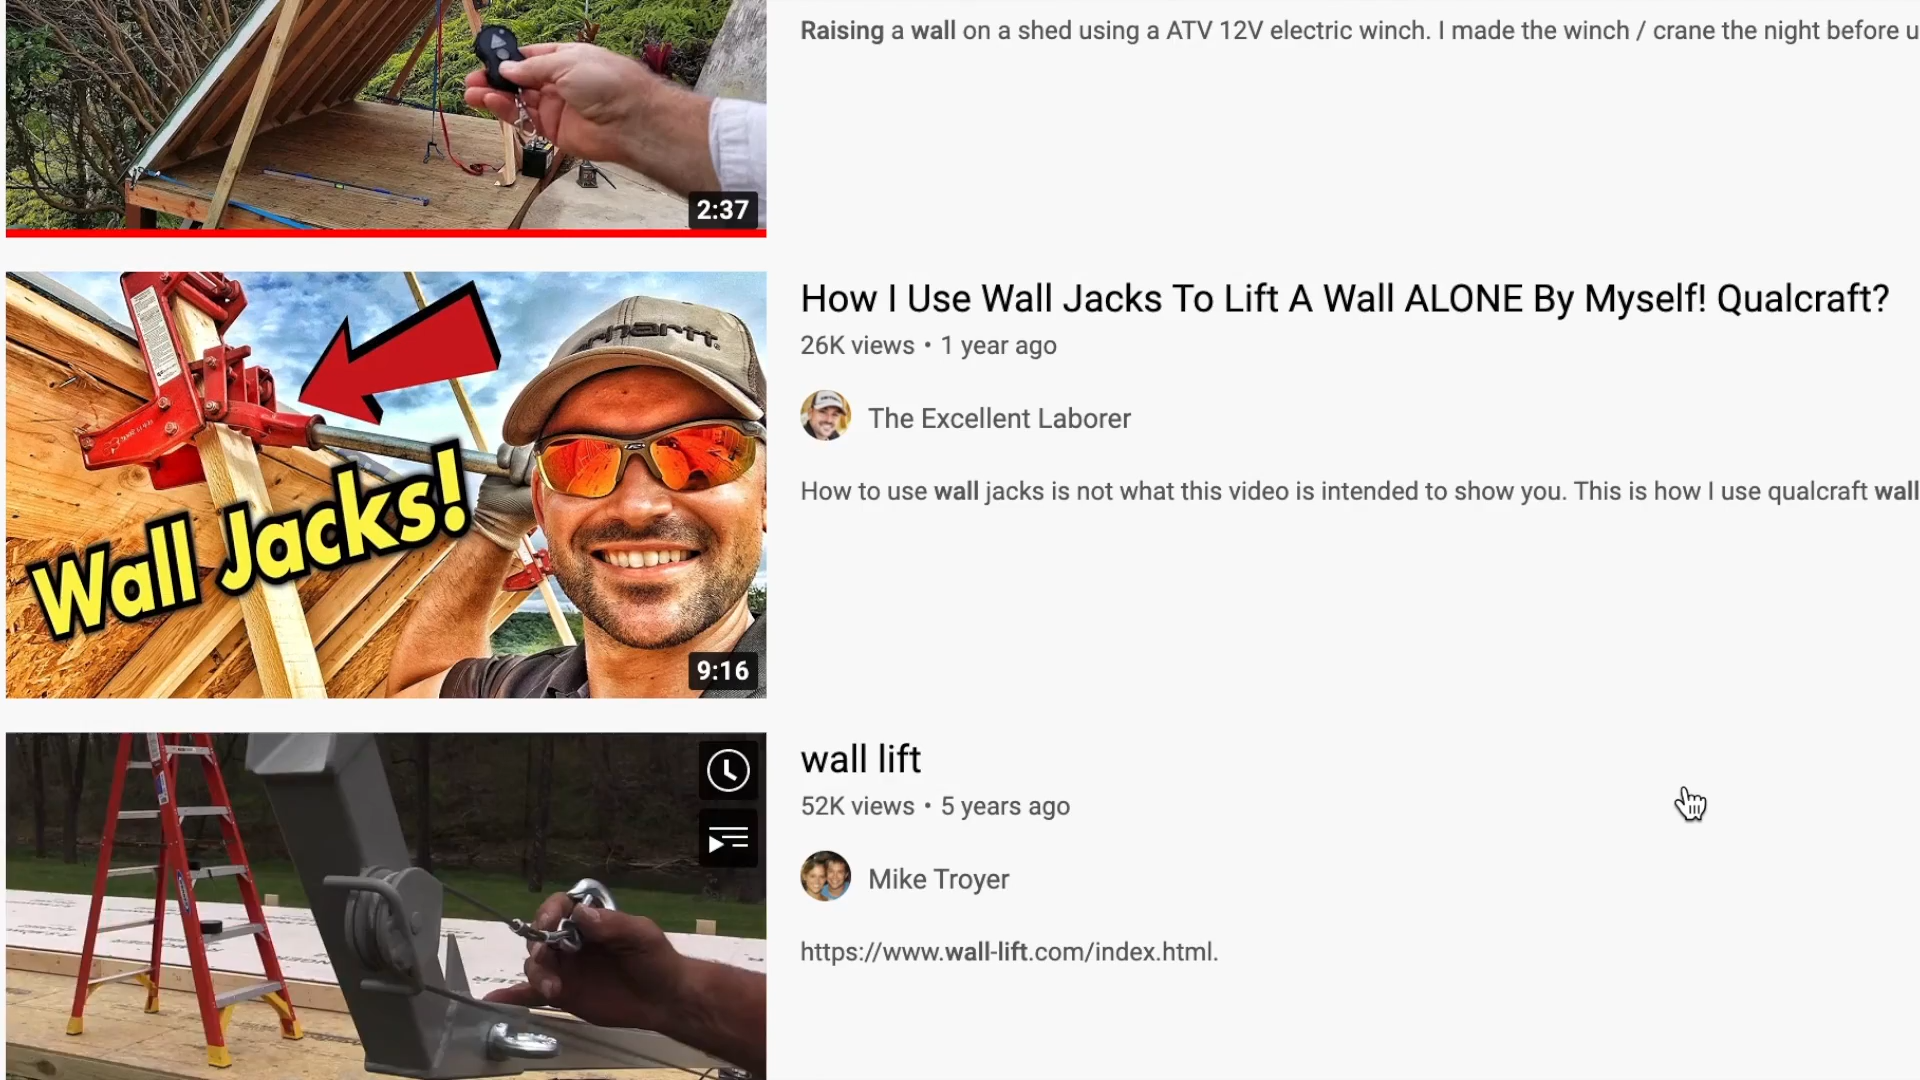 Raising a wall on a shed using a ATV 12V electric winch. I made the winch / crane the night before u
2:37
How I Use Wall Jacks To Lift A Wall ALONE By Myself! Qualcraft?
26K views • 1 year ago
The Excellent Laborer
How to use wall jacks is not what this video is intended to show you. This is how I use qualcraft wall
carhartt.
Wall Jacks!
9:16
wall lift
52K views • 5 years ago
Mike Troyer
https://www.wall-lift.com/index.html.